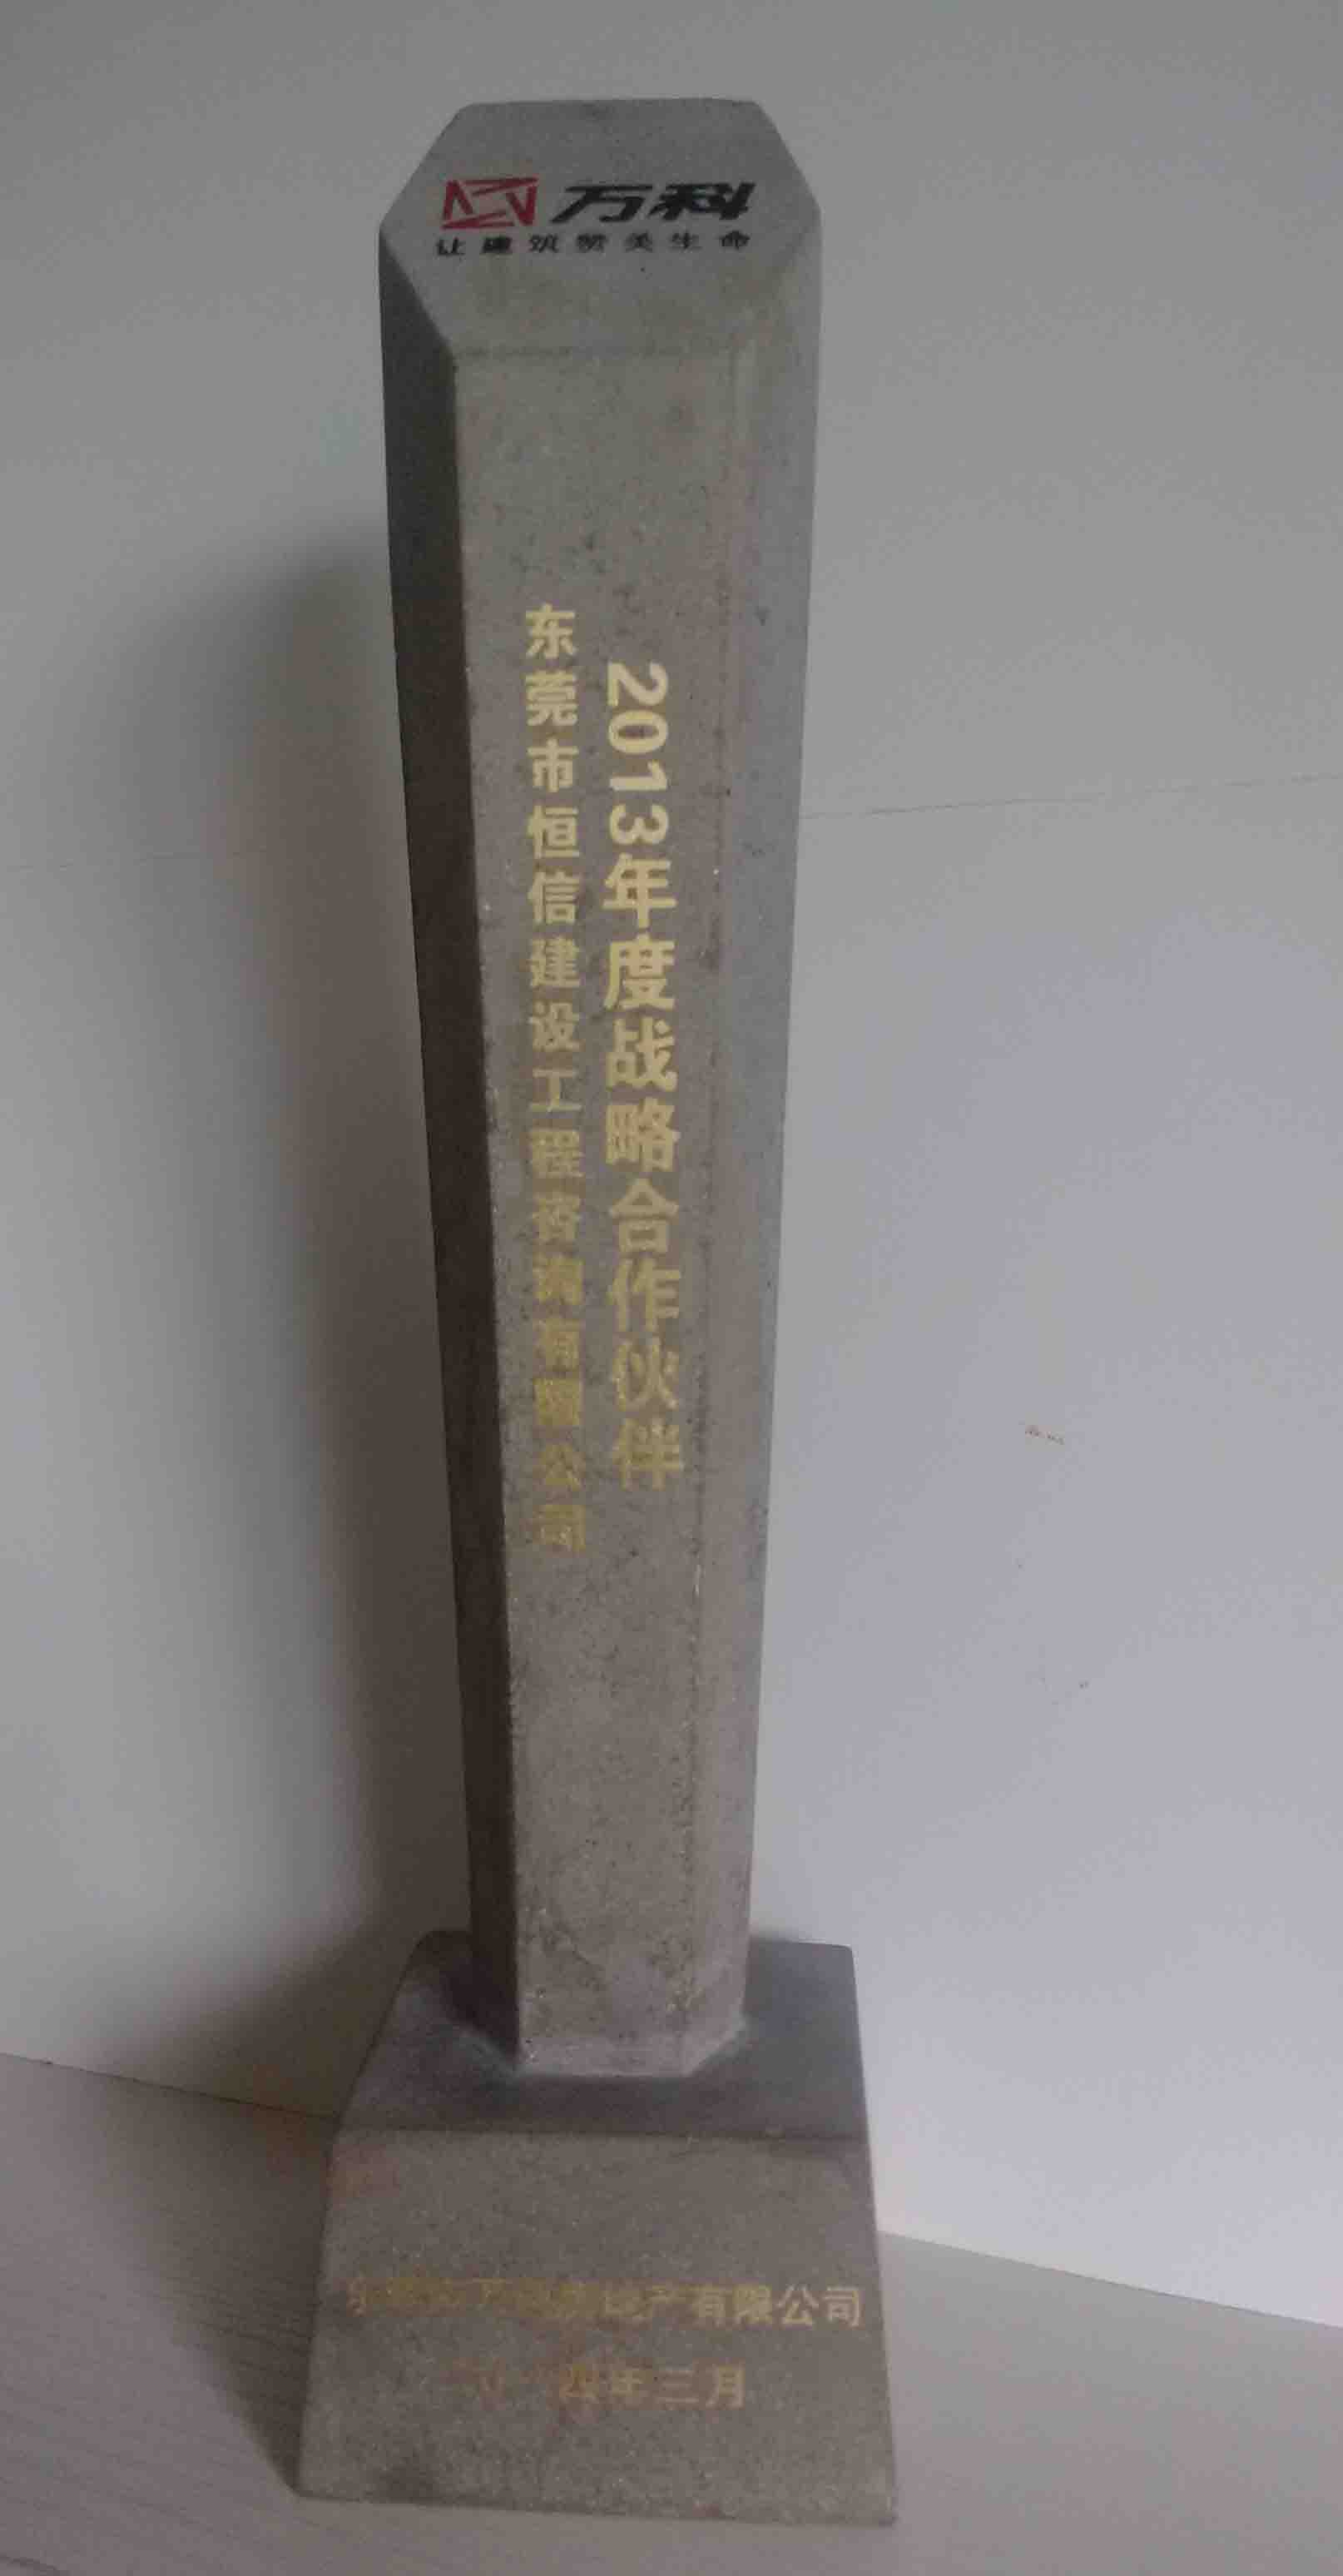 万科
让建筑赞美生命
2013年度战略合作伙伴
东莞市恒信建设工程咨询有限公司
地产有限公司
四年三月